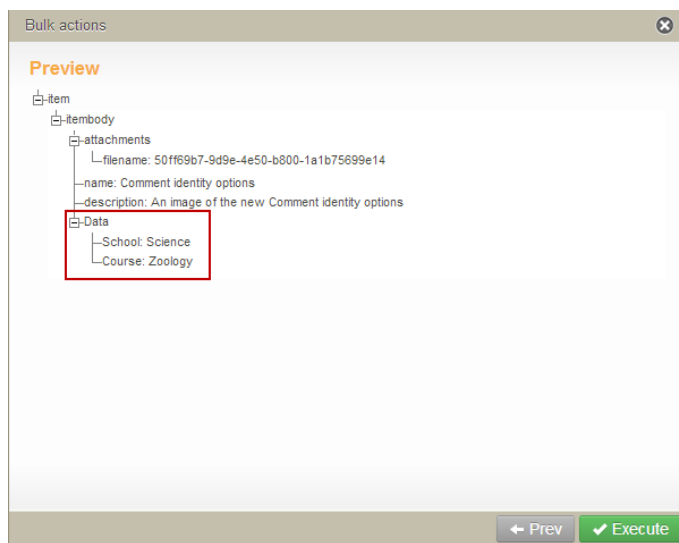 Bulk actions
Preview
item
itembody
attachments
filename: 50ff69b7-9d9e-4e50-b800-1a1b75699e14
name: Comment identity options
description: An image of the new Comment identity options
Data
School: Science
Course: Zoology
Prev
Execute